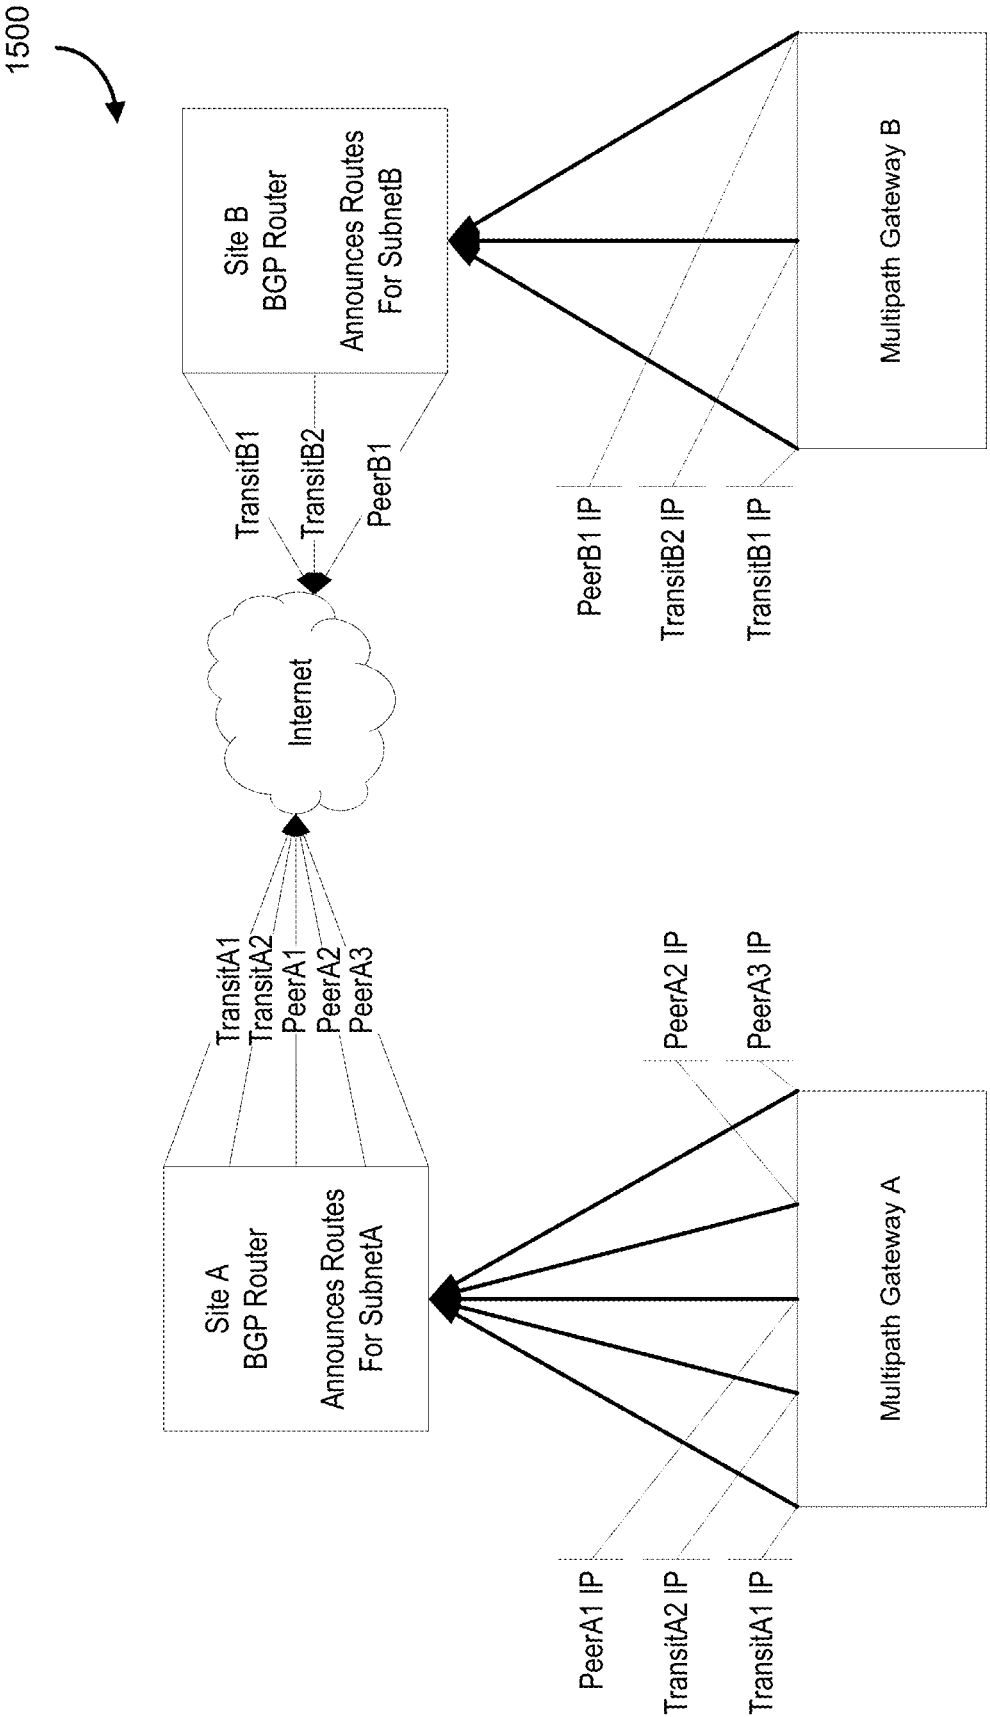 1500
Site A
BGP Router
Announces Routes
For SubnetA
TransitA1
TransitA2
PeerA1
PeerA2
PeerA3
Internet
TransitB1
TransitB2
PeerB1
Site B
BGP Router
Announces Routes
For SubnetB
PeerA1 IP
TransitA2 IP
TransitA1 IP
PeerA2 IP
PeerA3 IP
Multipath Gateway A
PeerB1 IP
TransitB2 IP
TransitB1 IP
Multipath Gateway B